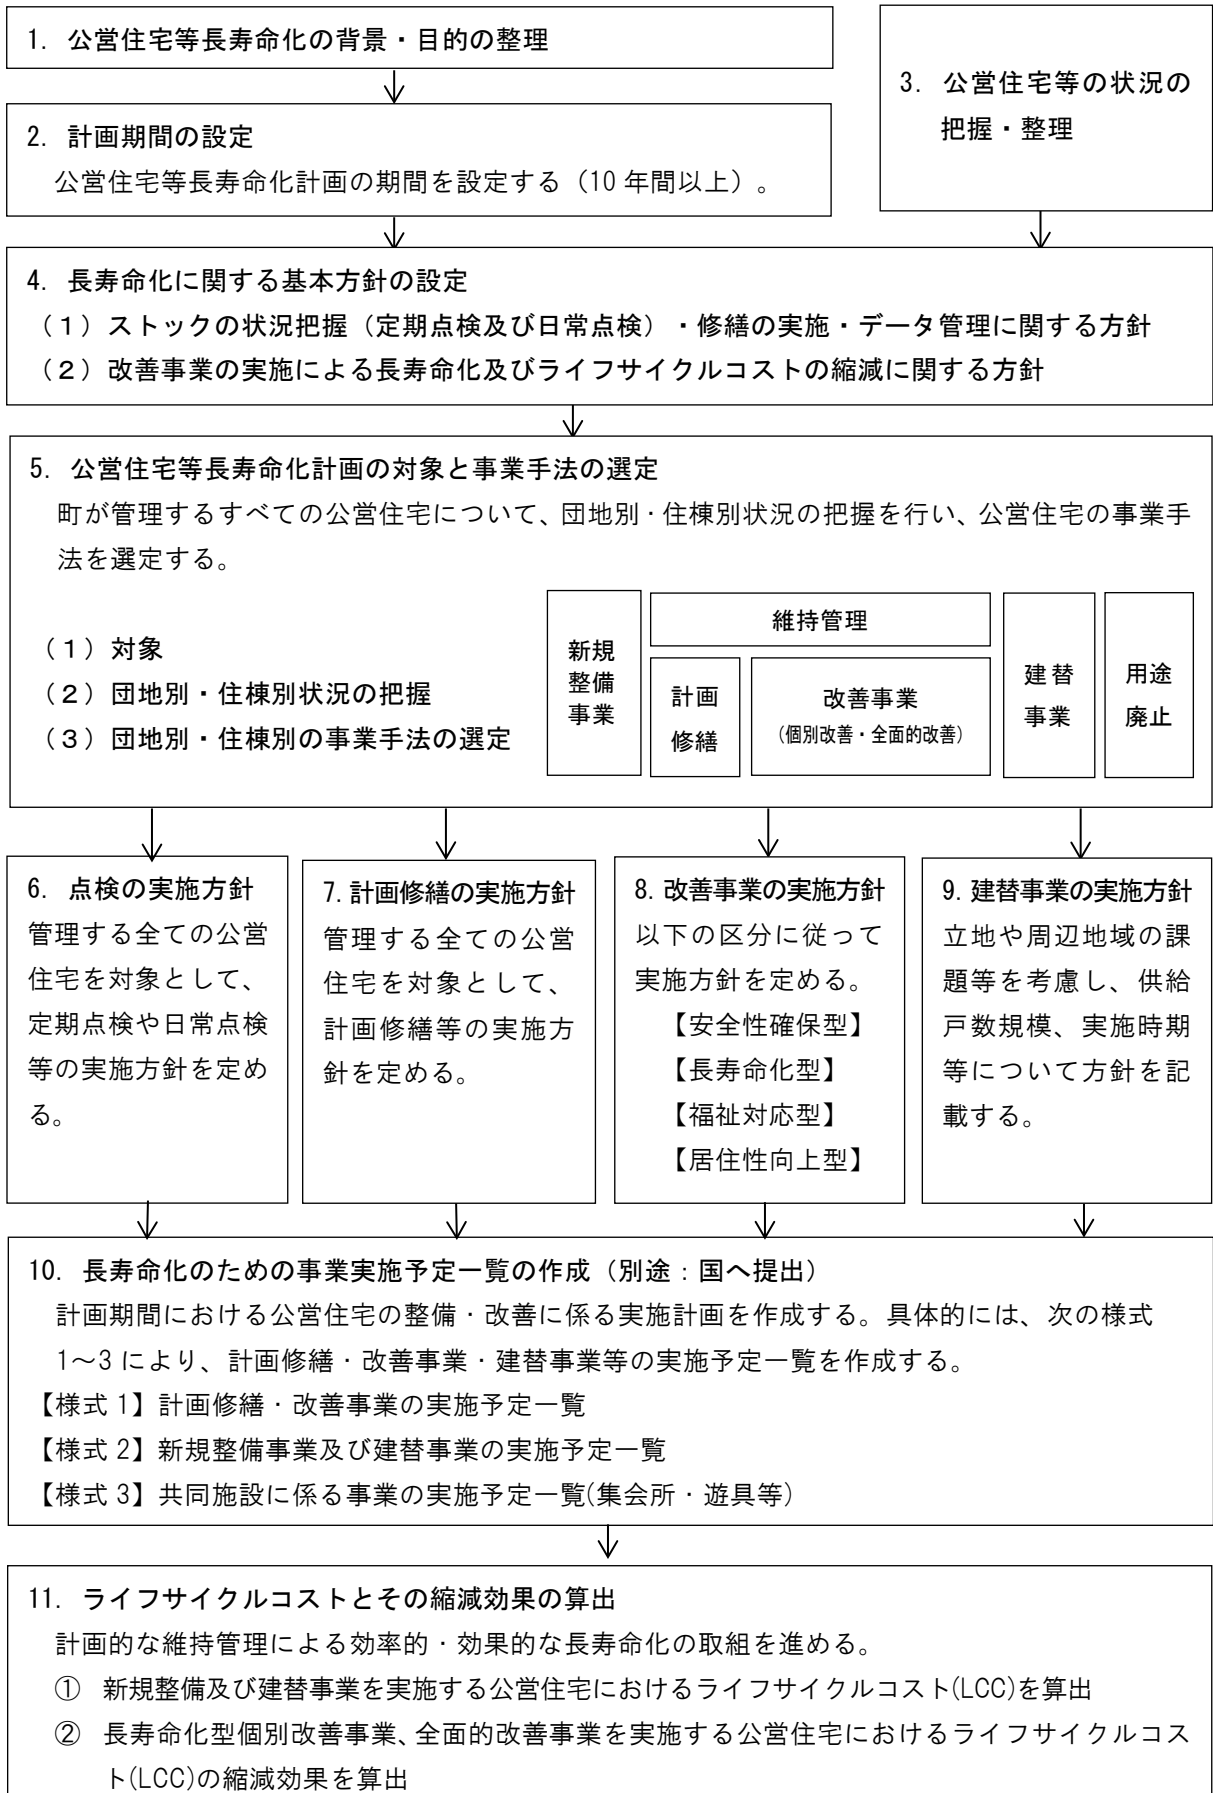 1. 公営住宅等長寿命化の背景・目的の整理
2. 計画期間の設定
公営住宅等長寿命化計画の期間を設定する（10 年間以上）。
3. 公営住宅等の状況の
把握・整理
4. 長寿命化に関する基本方針の設定
（１）ストックの状況把握（定期点検及び日常点検）・修繕の実施・データ管理に関する方針
（２）改善事業の実施による長寿命化及びライフサイクルコストの縮減に関する方針
5. 公営住宅等長寿命化計画の対象と事業手法の選定
町が管理するすべての公営住宅について、団地別・住棟別状況の把握を行い、公営住宅の事業手
法を選定する。
（１）対象
（２）団地別・住棟別状況の把握
（３）団地別・住棟別の事業手法の選定
新規
整備
事業
維持管理
計画
修繕
改善事業
（個別改善・全面的改善）
建替
事業
用途
廃止
6. 点検の実施方針
管理する全ての公営
住宅を対象として、
定期点検や日常点検
等の実施方針を定め
る。
7. 計画修繕の実施方針
管理する全ての公営
住宅を対象として、
計画修繕等の実施方
針を定める。
8. 改善事業の実施方針
以下の区分に従って
実施方針を定める。
【安全性確保型】
【長寿命化型】
【福祉対応型】
【居住性向上型】
9. 建替事業の実施方針
立地や周辺地域の課
題等を考慮し、供給
戸数規模、実施時期
等について方針を記
載する。
10. 長寿命化のための事業実施予定一覧の作成（別途：国へ提出）
計画期間における公営住宅の整備・改善に係る実施計画を作成する。具体的には、次の様式
1～3 により、計画修繕・改善事業・建替事業等の実施予定一覧を作成する。
【様式 1】計画修繕・改善事業の実施予定一覧
【様式 2】新規整備事業及び建替事業の実施予定一覧
【様式 3】共同施設に係る事業の実施予定一覧(集会所・遊具等)
11. ライフサイクルコストとその縮減効果の算出
計画的な維持管理による効率的・効果的な長寿命化の取組を進める。
① 新規整備及び建替事業を実施する公営住宅におけるライフサイクルコスト(LCC)を算出
② 長寿命化型個別改善事業、全面的改善事業を実施する公営住宅におけるライフサイクルコス
ト(LCC)の縮減効果を算出